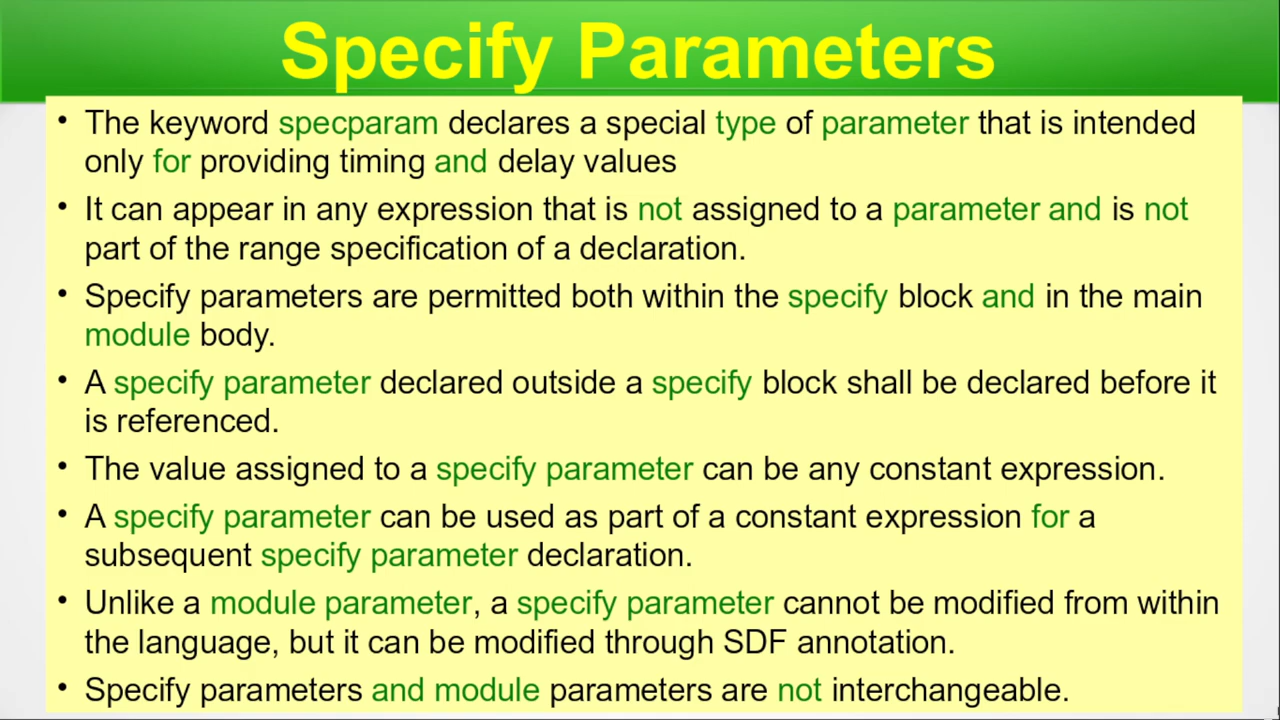 Specify Parameters
• The keyword specparam declares a special type of parameter that is intended
only for providing timing and delay values
• It can appear in any expression that is not assigned to a parameter and is not
part of the range specification of a declaration.
• Specify parameters are permitted both within the specify block and in the main
module body.
• A specify parameter declared outside a specify block shall be declared before it
is referenced.
• The value assigned to a specify parameter can be any constant expression.
• A specify parameter can be used as part of a constant expression for a
subsequent specify parameter declaration.
• Unlike a module parameter, a specify parameter cannot be modified from within
the language, but it can be modified through SDF annotation.
• Specify parameters and module parameters are not interchangeable.